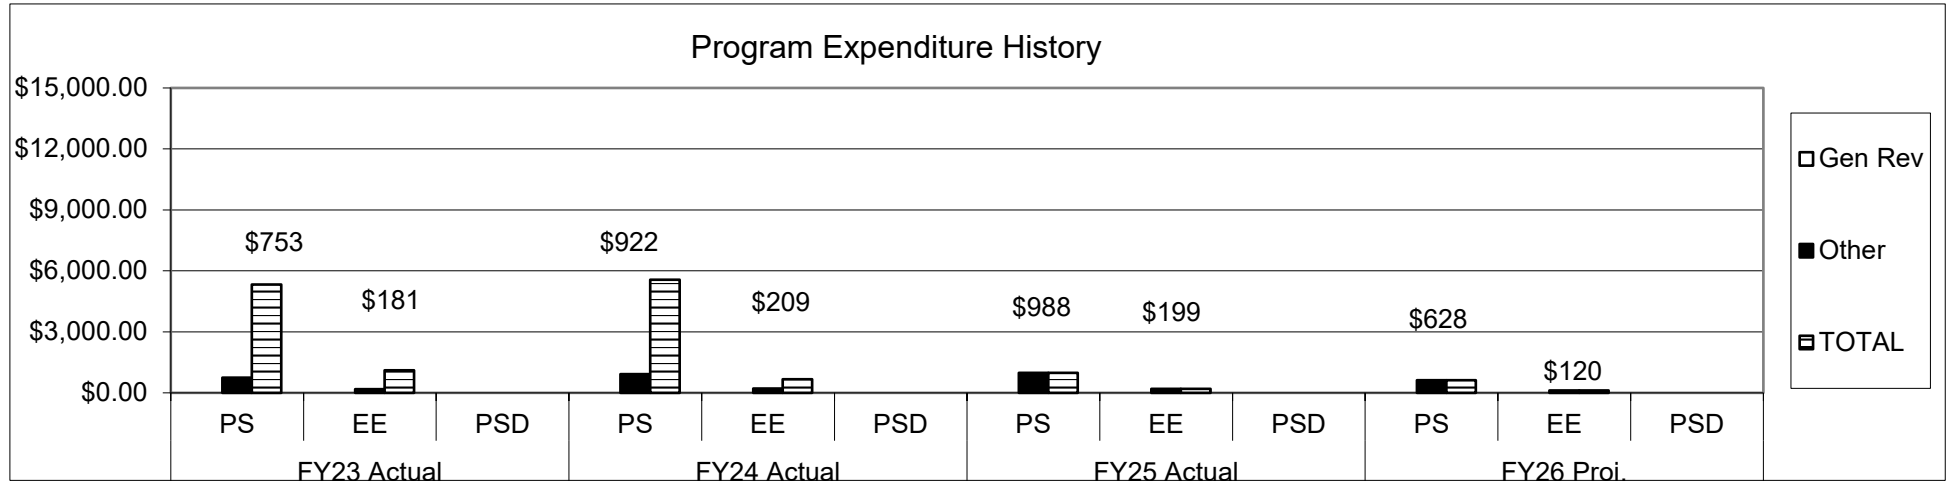 Program Expenditure History
$15,000.00
$12,000.00
$9,000.00
$6,000.00
$3,000.00
$0.00
$753
$181
$922
$209
$988
$199
$628
$120
PS EE PSD PS EE PSD PS EE PSD PS EE PSD
FY23 Actual FY24 Actual FY25 Actual FY26 Proj.
Gen Rev
Other
TOTAL